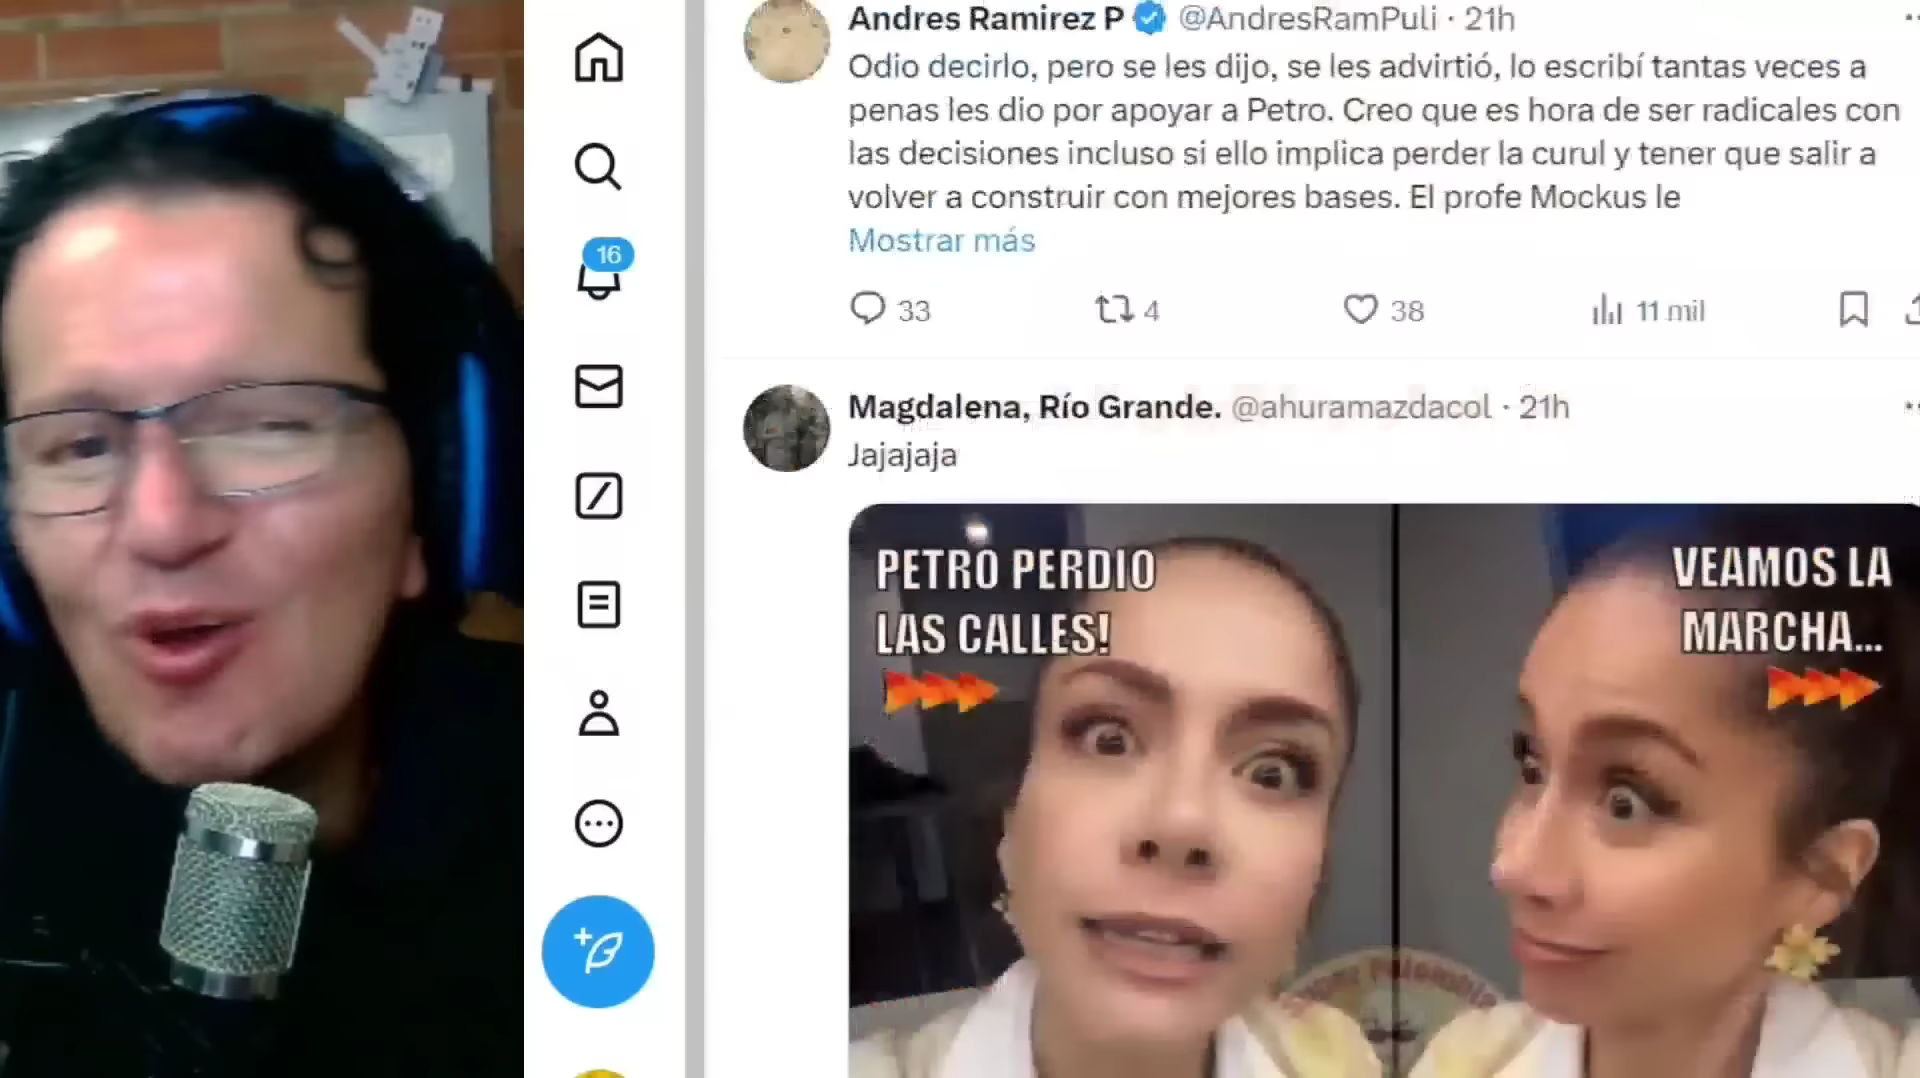 Andres Ramirez P @AndresRamPuli · 21h
Odio decirlo, pero se les dijo, se les advirtió, lo escribí tantas veces a
penas les dio por apoyar a Petro. Creo que es hora de ser radicales con
las decisiones incluso si ello implica perder la curul y tener que salir a
volver a construir con mejores bases. El profe Mockus le
Mostrar más
16
33 4 38 11 mil
Magdalena, Río Grande. @ahuramazdacol · 21h
Jajajaja
PETRO PERDIO
LAS CALLES!
VEAMOS LA
MARCHA...